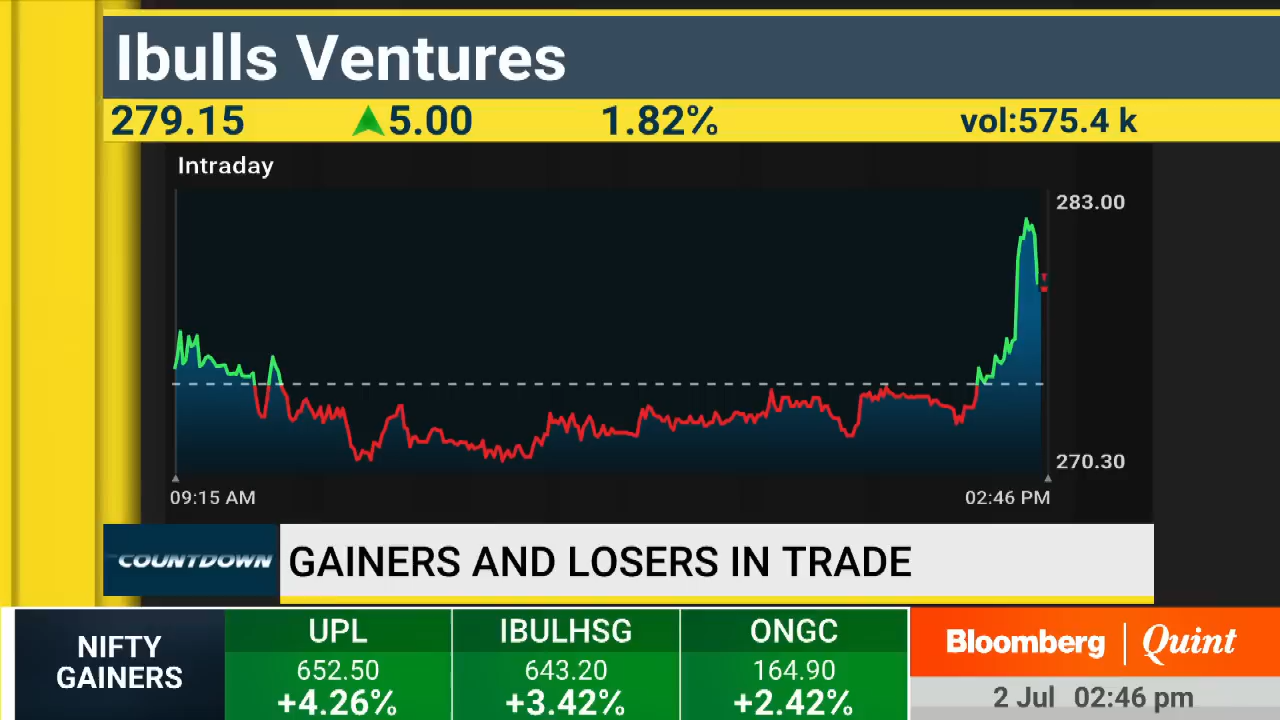 Ibulls Ventures
279.15 5.00 1.82% vol:575.4 k
Intraday
283.00
270.30
09:15 AM 02:46 PM
COUNTDOWN GAINERS AND LOSERS IN TRADE
NIFTY
GAINERS
UPL
652.50
+4.26%
IBULHSG
643.20
+3.42%
ONGC
164.90
+2.42%
Bloomberg | Quint
2 Jul 02:46 pm